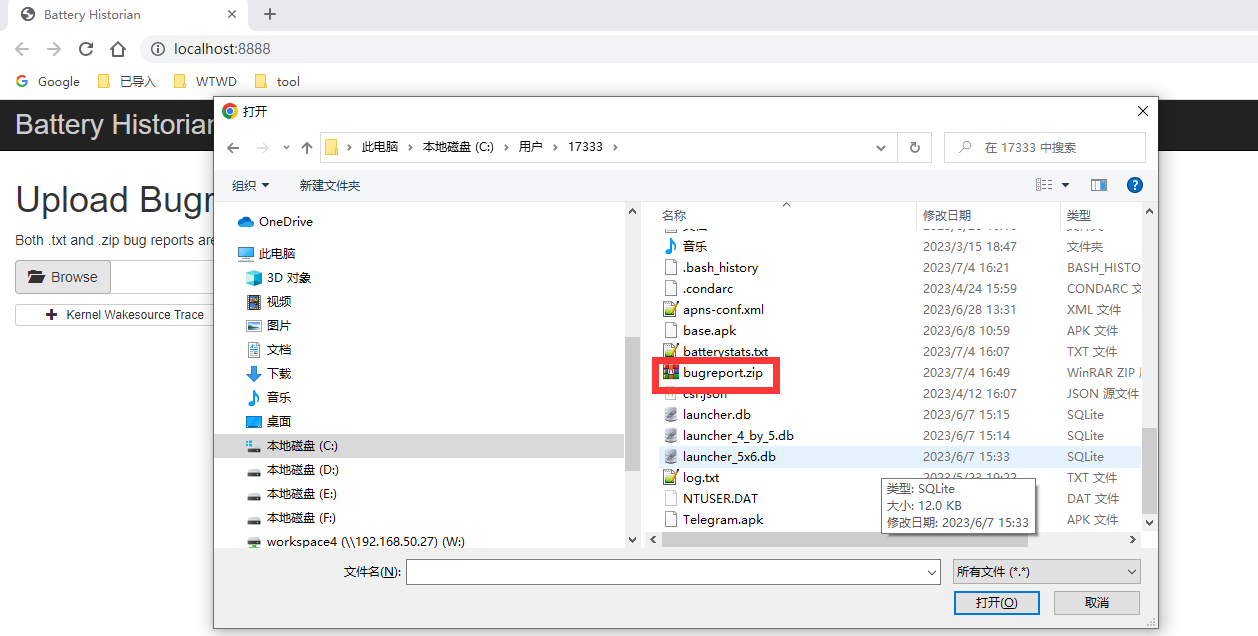 Battery Historian
localhost:8888
Google 已导入 WTWD tool
Battery Historian
打开
此电脑 本地磁盘 (C:) 用户 17333
在 17333 中搜索
组织 新建文件夹
Upload Bugr
Both .txt and .zip bug reports are
Browse
Kernel Wakesource Trace
OneDrive
此电脑
3D 对象
视频
图片
文档
下载
音乐
桌面
本地磁盘 (C:)
本地磁盘 (D:)
本地磁盘 (E:)
本地磁盘 (F:)
workspace4 (\\192.168.50.27) (W:)
名称 修改日期 类型
音乐 2023/3/15 18:47 文件夹
.bash_history 2023/7/4 16:21 BASH_HISTO
.condarc 2023/4/24 15:59 CONDARC 文
apns-conf.xml 2023/6/28 13:31 XML 文件
base.apk 2023/6/8 10:59 APK 文件
batterystats.txt 2023/7/4 16:07 TXT 文件
bugreport.zip 2023/7/4 16:49 WinRAR ZIP
csri.json 2023/4/12 16:07 JSON 源文件
launcher.db 2023/6/7 15:15 SQLite
launcher_4_by_5.db 2023/6/7 15:14 SQLite
launcher_5x6.db 2023/6/7 15:33 SQLite
log.txt 2023/5/23 19:22 TXT 文件
NTUSER.DAT DAT 文件
Telegram.apk APK 文件
类型: SQLite
大小: 12.0 KB
修改日期: 2023/6/7 15:33
文件名(N): 所有文件 (*.*)
打开(O) 取消